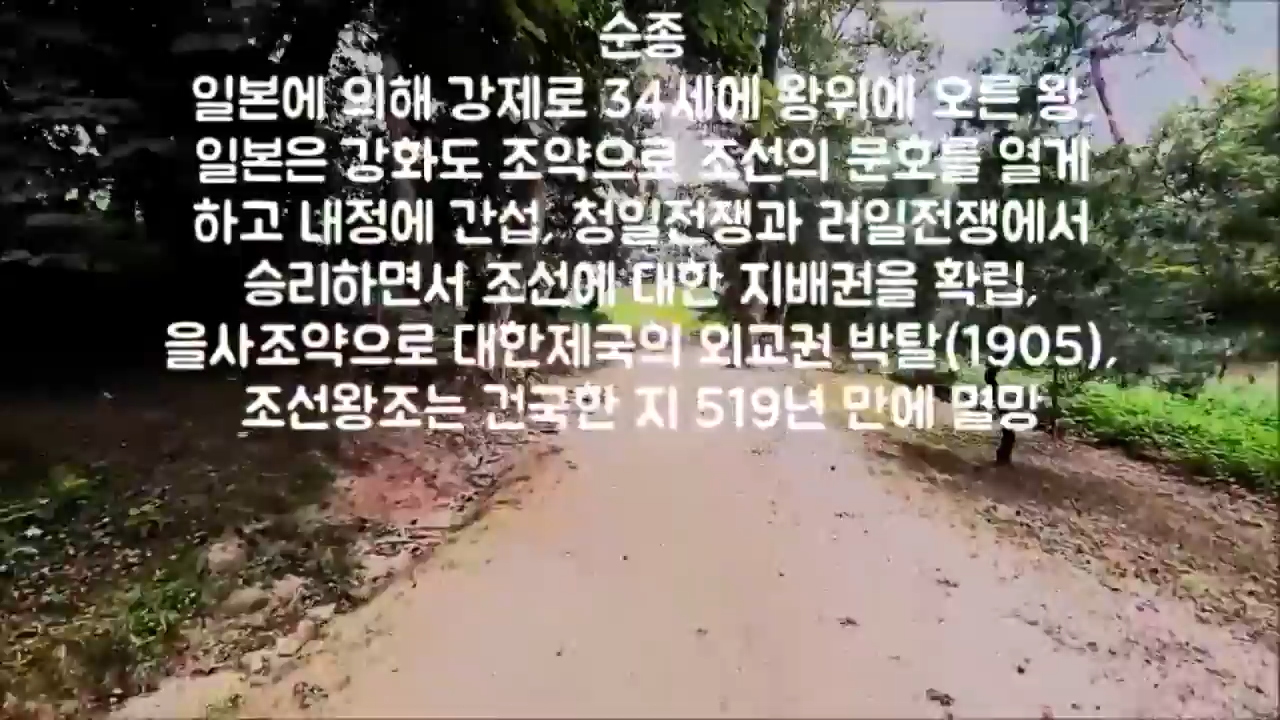 순종
일본에 의해 강제로 34세에 왕위에 오른 왕.
일본은 강화도 조약으로 조선의 문호를 열게
하고 내정에 간섭, 청일전쟁과 러일전쟁에서
승리하면서 조선에 대한 지배권을 확립,
을사조약으로 대한제국의 외교권 박탈(1905),
조선왕조는 건국한 지 519년 만에 멸망